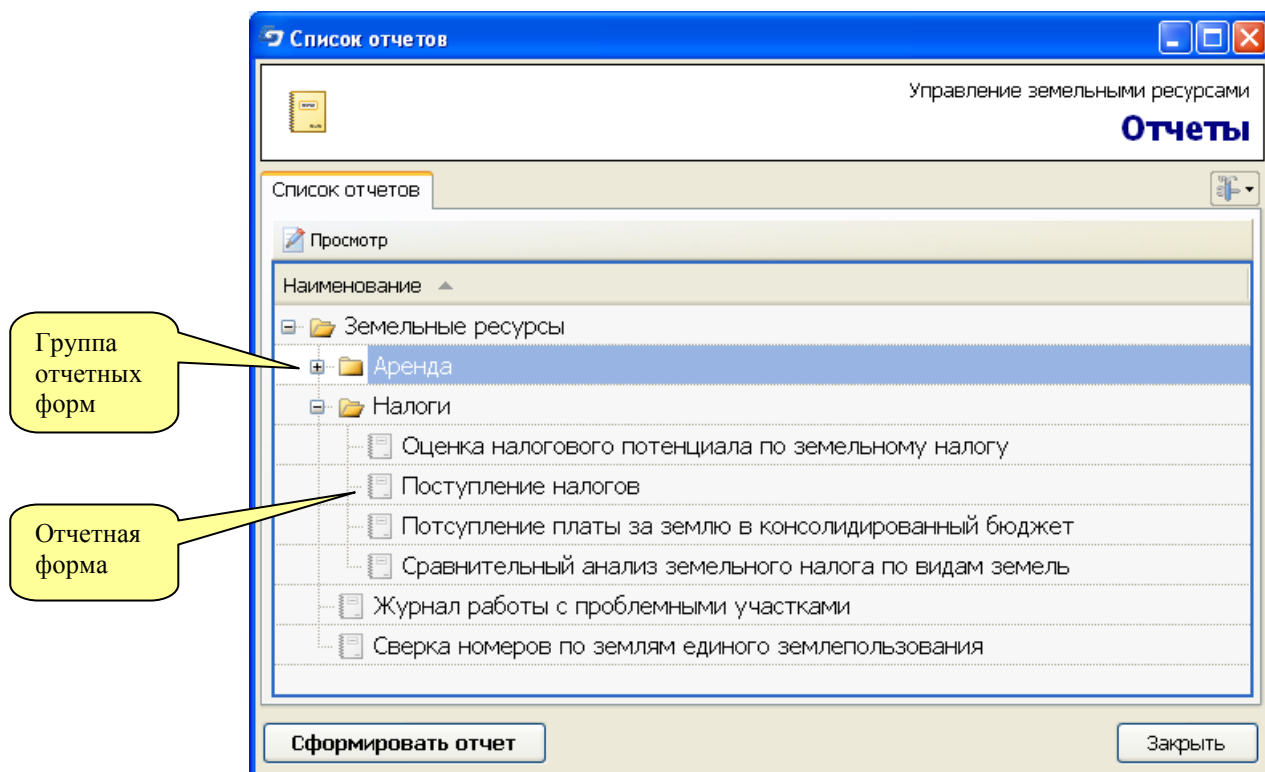 Список отчетов
Управление земельными ресурсами
Отчеты
Список отчетов
Просмотр
Наименование
Земельные ресурсы
Аренда
Налоги
Оценка налогового потенциала по земельному налогу
Поступление налогов
Потсупление платы за землю в консолидированный бюджет
Сравнительный анализ земельного налога по видам земель
Журнал работы с проблемными участками
Сверка номеров по землям единого землепользования
Сформировать отчет
Закрыть
Группа
отчетных
форм
Отчетная
форма